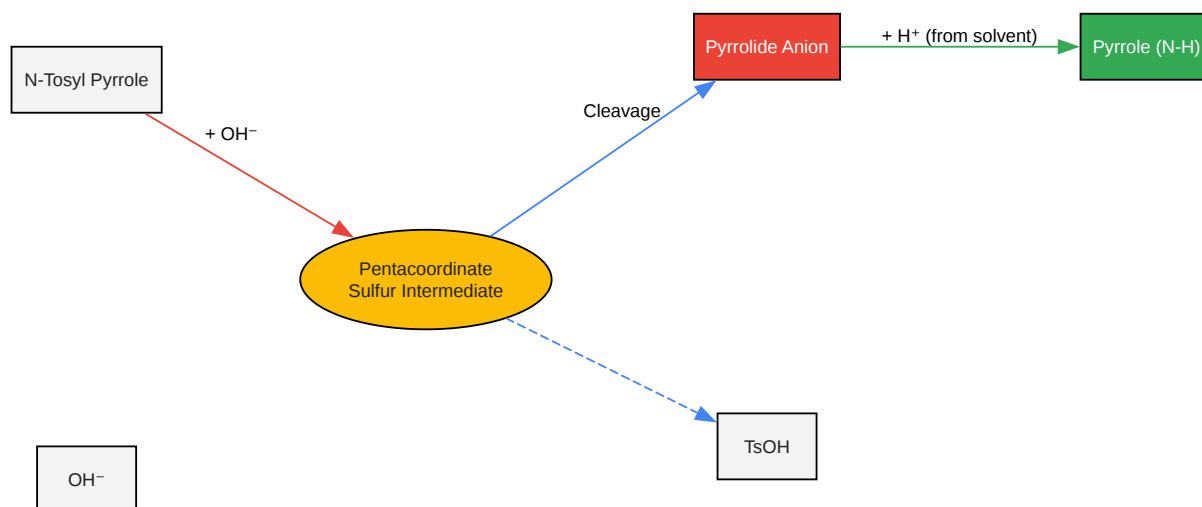 N-Tosyl Pyrrole
+ OH⁻
Pentacoordinate
Sulfur Intermediate
Cleavage
Pyrrolide Anion
+ H⁺ (from solvent)
Pyrrole (N-H)
TsOH
OH⁻